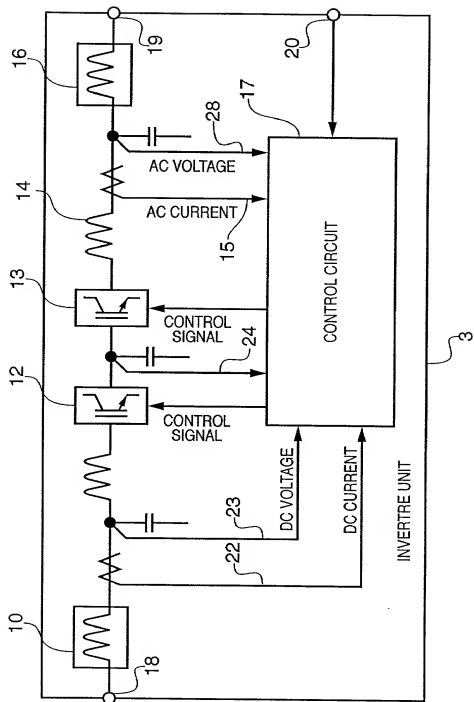 16
19
20
14
28
17
AC VOLTAGE
AC CURRENT
15
13
CONTROL
SIGNAL
24
CONTROL CIRCUIT
12
CONTROL
SIGNAL
3
DC VOLTAGE
DC CURRENT
23
22
INVERTRE UNIT
10
18